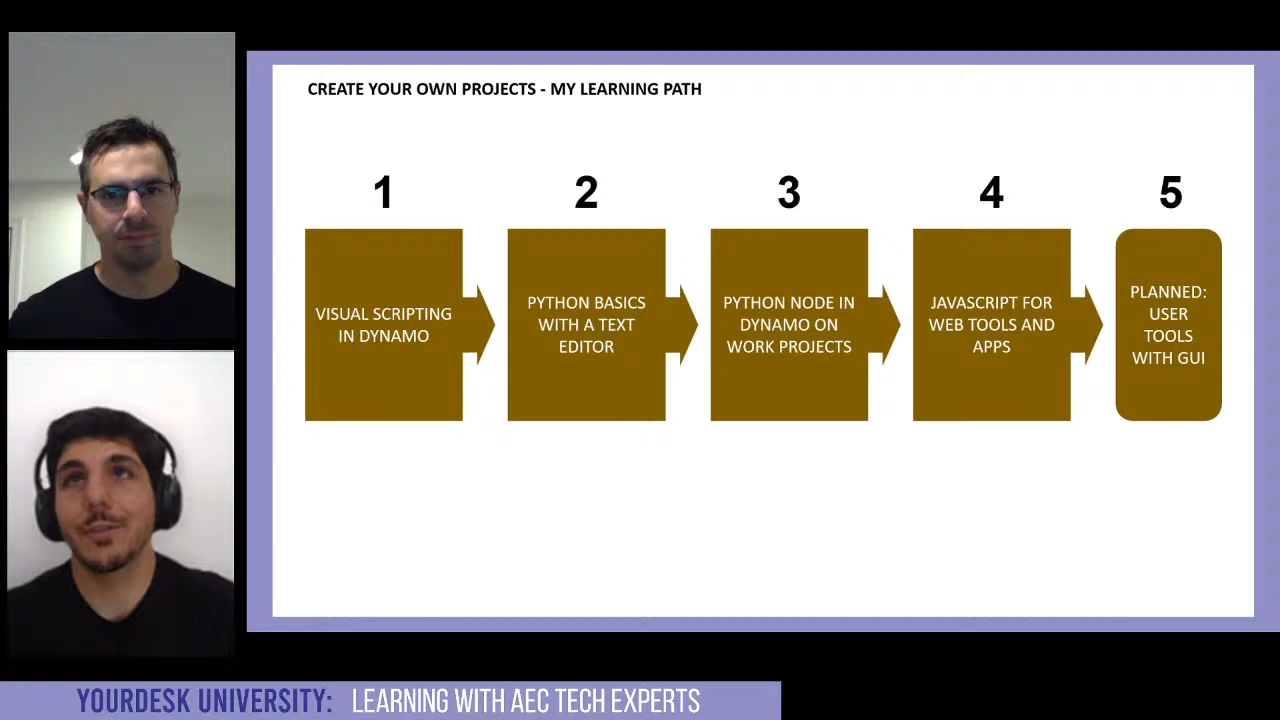 CREATE YOUR OWN PROJECTS - MY LEARNING PATH
1
VISUAL SCRIPTING
IN DYNAMO
2
PYTHON BASICS
WITH A TEXT
EDITOR
3
PYTHON NODE IN
DYNAMO ON
WORK PROJECTS
4
JAVASCRIPT FOR
WEB TOOLS AND
APPS
5
PLANNED:
USER
TOOLS
WITH GUI
YOURDESK UNIVERSITY: LEARNING WITH AEC TECH EXPERTS